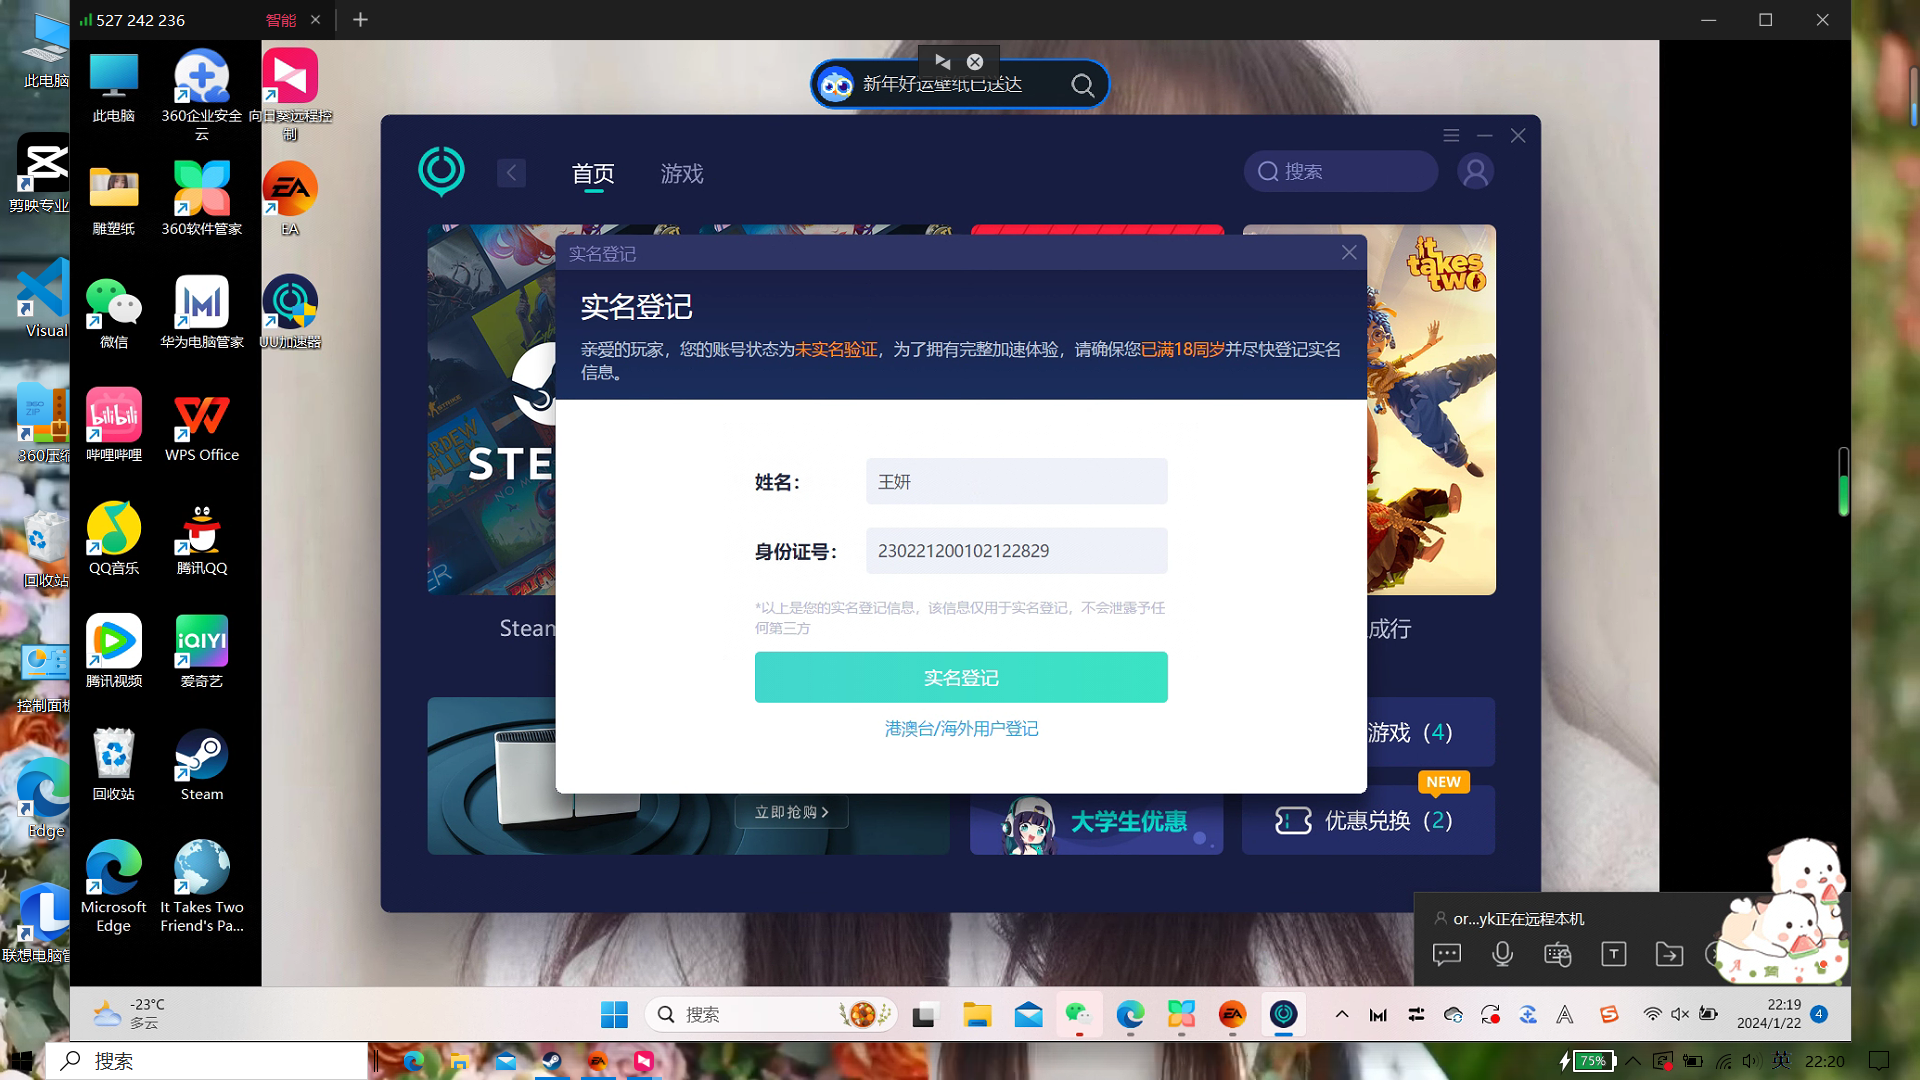 527 242 236
智能
此电脑
剪映专业
Visual
360压缩
回收站
控制面板
Edge
联想电脑管
此电脑
360企业安全云
向日葵远程控制
雕塑纸
360软件管家
EA
微信
华为电脑管家
UU加速器
哔哩哔哩
WPS Office
QQ音乐
腾讯QQ
腾讯视频
爱奇艺
回收站
Steam
Microsoft Edge
It Takes Two Friend's Pa...
新年好运壁纸已送达
首页
游戏
搜索
it takes two
实名登记
实名登记
亲爱的玩家，您的账号状态为未实名验证，为了拥有完整加速体验，请确保您已满18周岁并尽快登记实名
信息。
姓名：
王妍
身份证号：
230221200102122829
*以上是您的实名登记信息，该信息仅用于实名登记，不会泄露予任
何第三方
实名登记
港澳台/海外用户登记
STE
Steam
成行
游戏（4）
NEW
立即抢购
大学生优惠
优惠兑换（2）
or...yk正在远程本机
-23°C
多云
搜索
22:19
2024/1/22
4
搜索
75%
英
22:20